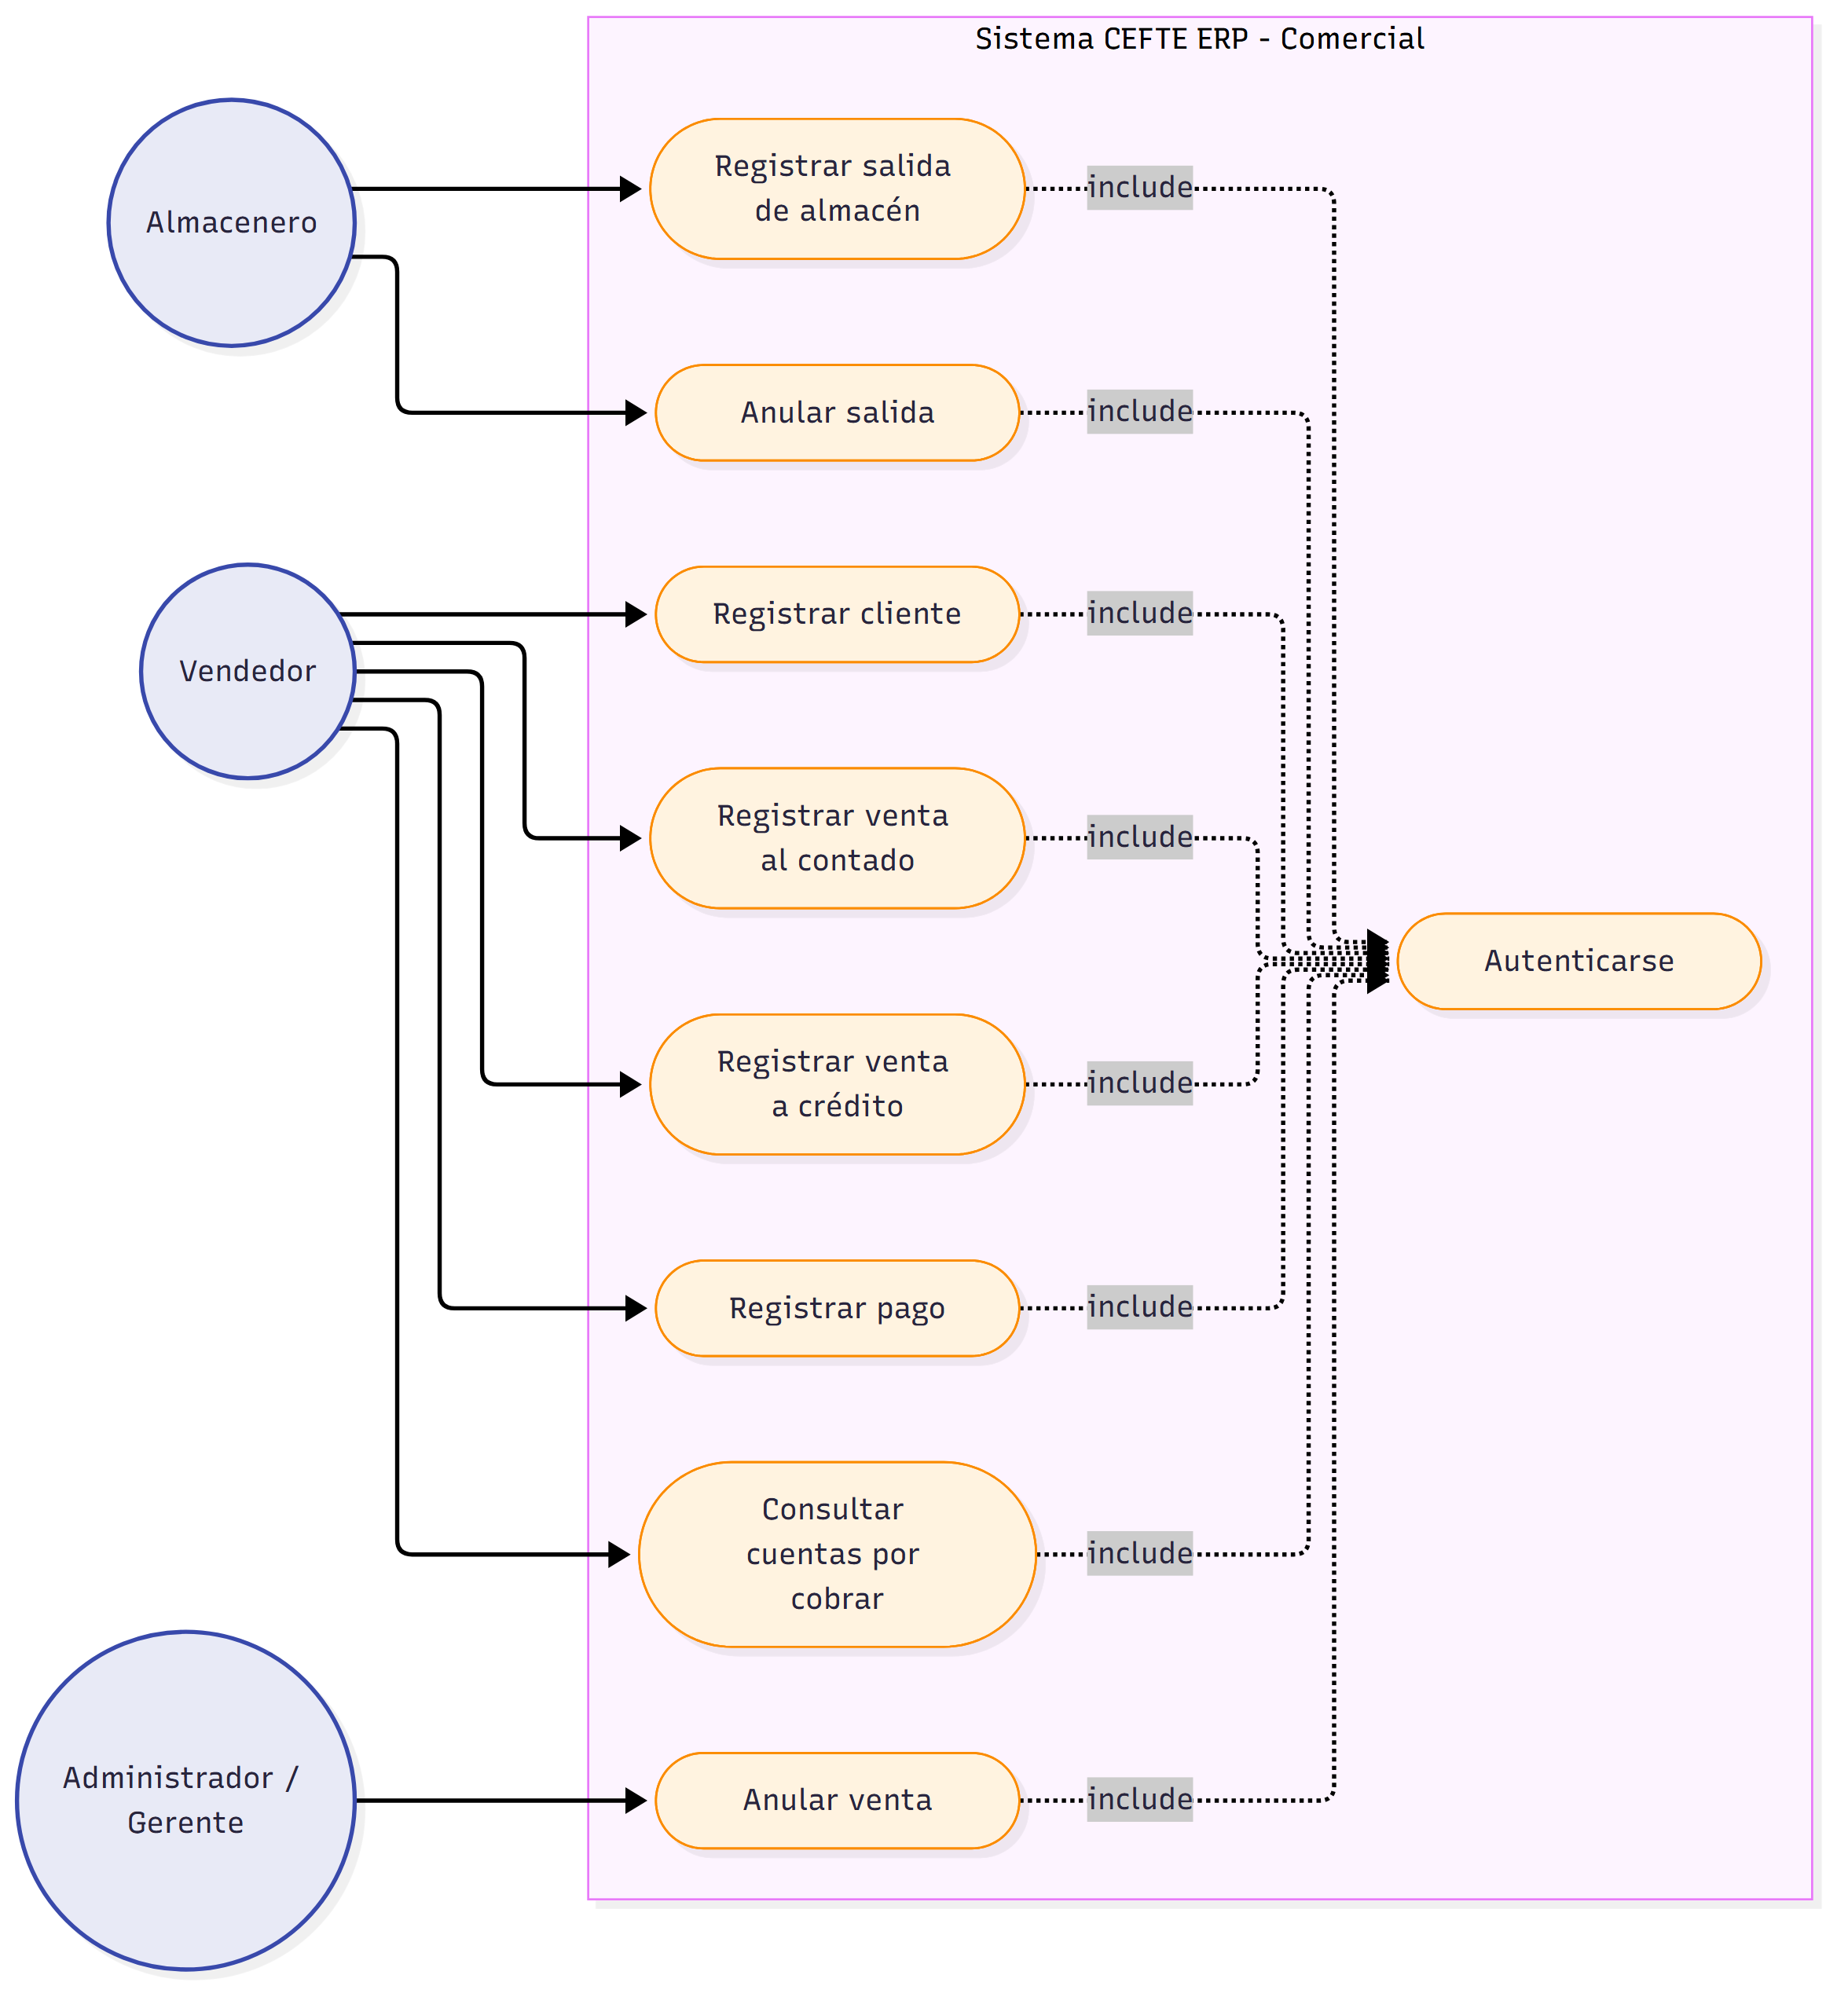 Sistema CEFTE ERP - Comercial
Almacenero
Registrar salida
de almacén
include
Anular salida
include
Vendedor
Registrar cliente
include
Registrar venta
al contado
include
Autenticarse
Registrar venta
a crédito
include
Registrar pago
include
Consultar
cuentas por
cobrar
include
Administrador /
Gerente
Anular venta
include